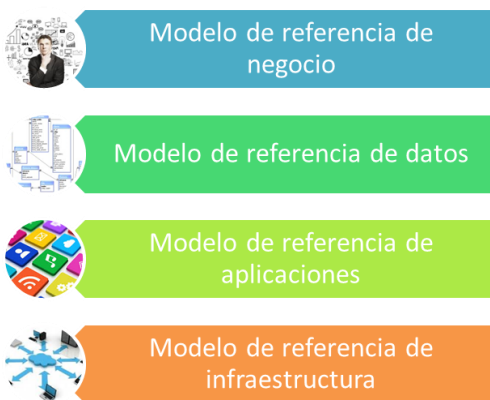 Modelo de referencia de
negocio
Modelo de referencia de datos
Modelo de referencia de
aplicaciones
Modelo de referencia de
infraestructura